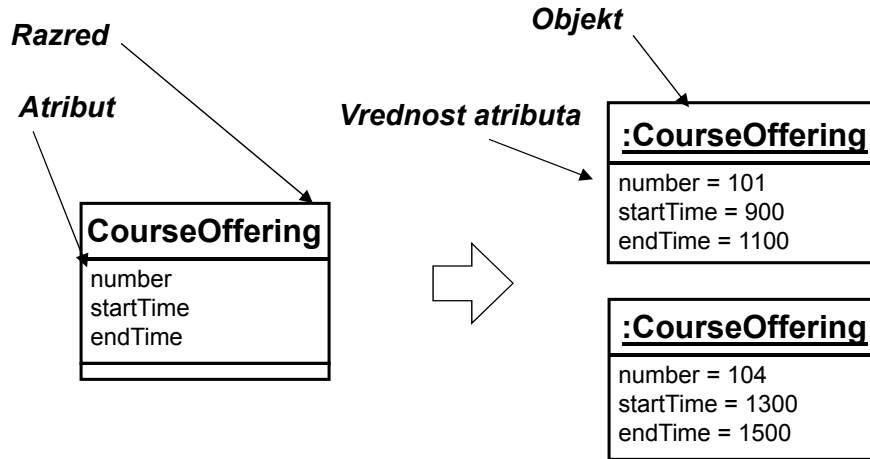 Razred
Atribut
CourseOffering
number
startTime
endTime
Objekt
Vrednost atributa
:CourseOffering
number = 101
startTime = 900
endTime = 1100
:CourseOffering
number = 104
startTime = 1300
endTime = 1500